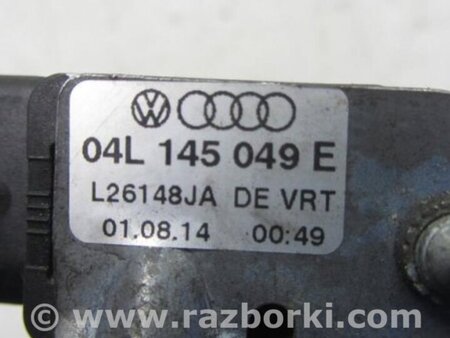 04L 145 049 E
L26148JA DE VRT
01.08.14 00:49
www.razborki.com